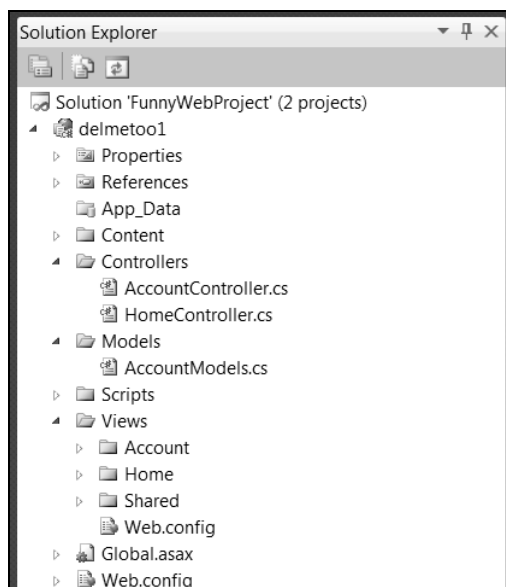 Solution Explorer
Solution 'FunnyWebProject' (2 projects)
delmetoo1
Properties
References
App_Data
Content
Controllers
AccountController.cs
HomeController.cs
Models
AccountModels.cs
Scripts
Views
Account
Home
Shared
Web.config
Global.asax
Web.config